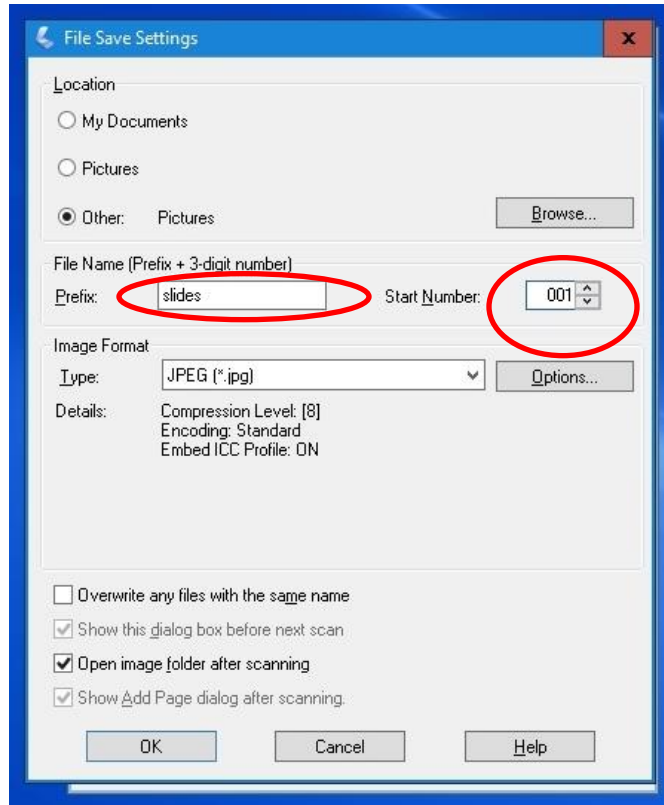 File Save Settings
x
Location
My Documents
Pictures
Other: Pictures Browse...
File Name (Prefix + 3-digit number)
Prefix: slides Start Number: 001
Image Format
Type: JPEG (*.jpg) Options...
Details: Compression Level: [8]
Encoding: Standard
Embed ICC Profile: ON
Overwrite any files with the same name
Show this dialog box before next scan
Open image folder after scanning
Show Add Page dialog after scanning.
OK Cancel Help